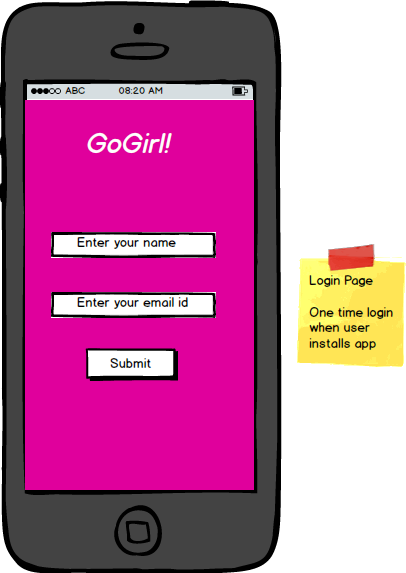 ABC 08:20 AM
GoGirl!
Enter your name
Enter your email id
Submit
Login Page
One time login
when user
installs app